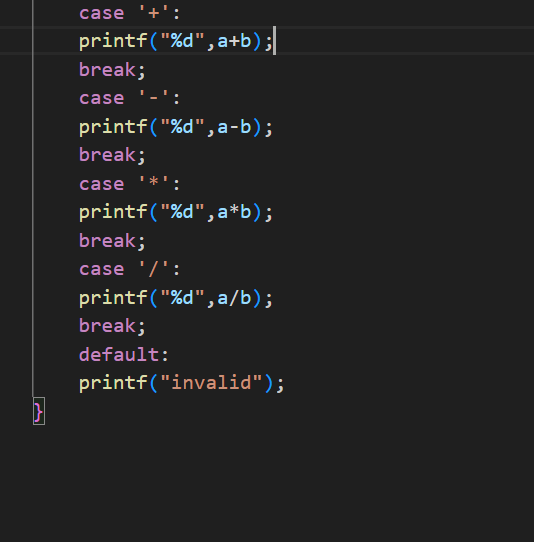 case '+':
printf("%d",a+b);
break;
case '-':
printf("%d",a-b);
break;
case '*':
printf("%d",a*b);
break;
case '/':
printf("%d",a/b);
break;
default:
printf("invalid");
}